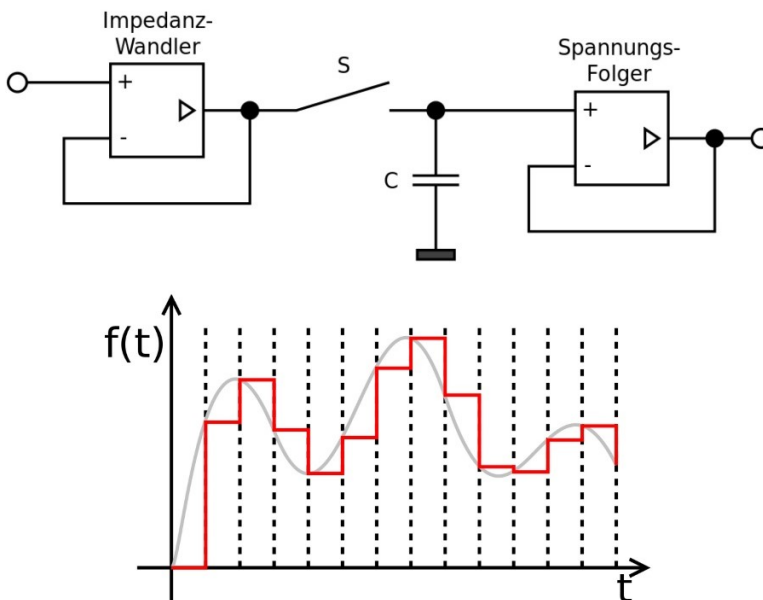 Impedanz-
Wandler
+
-
S
C
Spannungs-
Folger
+
-
f(t)
t